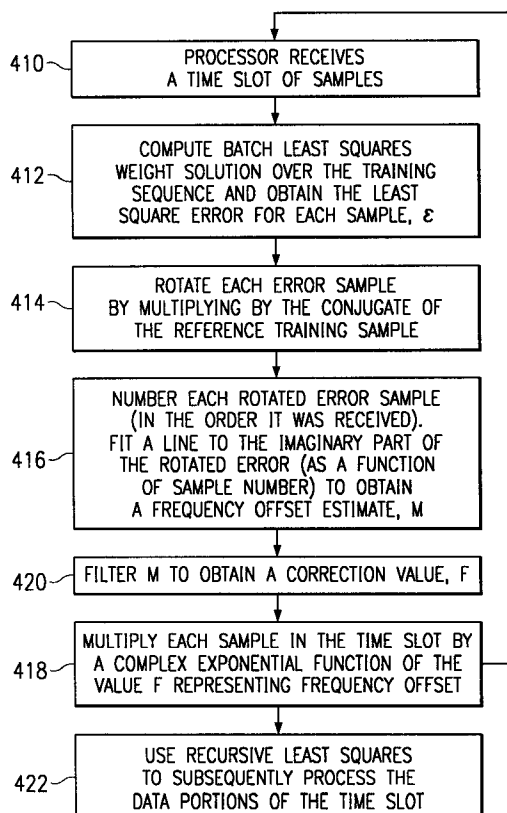 410
PROCESSOR RECEIVES
A TIME SLOT OF SAMPLES
412
COMPUTE BATCH LEAST SQUARES
WEIGHT SOLUTION OVER THE TRAINING
SEQUENCE AND OBTAIN THE LEAST
SQUARE ERROR FOR EACH SAMPLE, ε
414
ROTATE EACH ERROR SAMPLE
BY MULTIPLYING BY THE CONJUGATE OF
THE REFERENCE TRAINING SAMPLE
416
NUMBER EACH ROTATED ERROR SAMPLE
(IN THE ORDER IT WAS RECEIVED).
FIT A LINE TO THE IMAGINARY PART OF
THE ROTATED ERROR (AS A FUNCTION
OF SAMPLE NUMBER) TO OBTAIN
A FREQUENCY OFFSET ESTIMATE, M
420
FILTER M TO OBTAIN A CORRECTION VALUE, F
418
MULTIPLY EACH SAMPLE IN THE TIME SLOT BY
A COMPLEX EXPONENTIAL FUNCTION OF THE
VALUE F REPRESENTING FREQUENCY OFFSET
422
USE RECURSIVE LEAST SQUARES
TO SUBSEQUENTLY PROCESS THE
DATA PORTIONS OF THE TIME SLOT